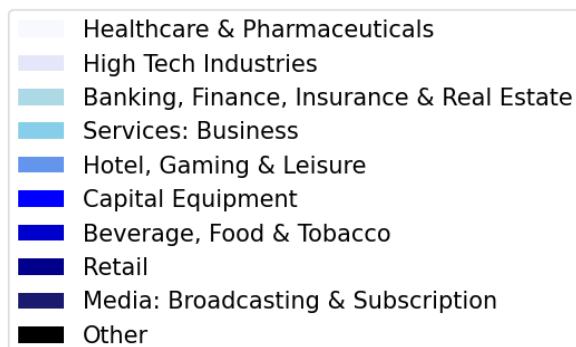 Healthcare & Pharmaceuticals
High Tech Industries
Banking, Finance, Insurance & Real Estate
Services: Business
Hotel, Gaming & Leisure
Capital Equipment
Beverage, Food & Tobacco
Retail
Media: Broadcasting & Subscription
Other